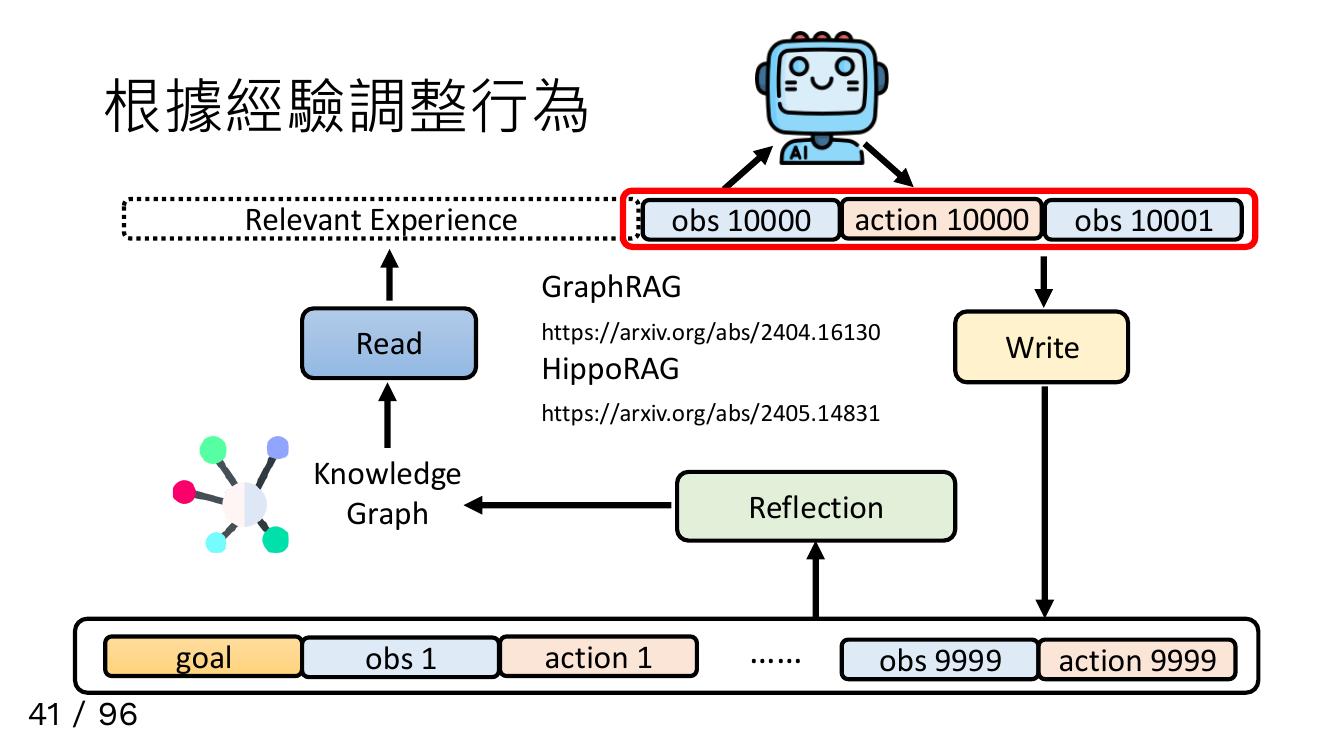 根據經驗調整行為
AI
Relevant Experience
obs 10000
action 10000
obs 10001
GraphRAG
https://arxiv.org/abs/2404.16130
HippoRAG
https://arxiv.org/abs/2405.14831
Read
Write
Knowledge
Graph
Reflection
goal
obs 1
action 1
……
obs 9999
action 9999
41 / 96